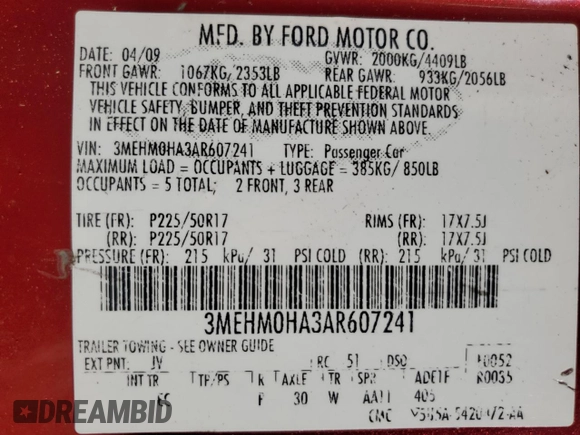 MFD. BY FORD MOTOR CO.
DATE: 04/09 GVWR: 2000KG/4409LB
FRONT GAWR: 1067KG/2353LB REAR GAWR: 933KG/2056LB
THIS VEHICLE CONFORMS TO ALL APPLICABLE FEDERAL MOTOR
VEHICLE SAFETY, BUMPER, AND THEFT PREVENTION STANDARDS
IN EFFECT ON THE DATE OF MANUFACTURE SHOWN ABOVE.
VIN: 3MEHM0HA3AR607241 TYPE: Passenger Car
MAXIMUM LOAD = OCCUPANTS + LUGGAGE = 385KG/ 850LB
OCCUPANTS = 5 TOTAL; 2 FRONT, 3 REAR
TIRE (FR): P225/50R17 RIMS (FR): 17X7.5J
(RR): P225/50R17 (RR): 17X7.5J
PRESSURE (FR): 215 kPa/ 31 PSI COLD (RR): 215 kPa/ 31 PSI COLD
3MEHM0HA3AR607241
TRAILER TOWING - SEE OWNER GUIDE
EXT PNT: JV RC: 51 DSO:
INT TR TP/PS R AXLE TR SPR R0035
F 30 W
DREAMBID